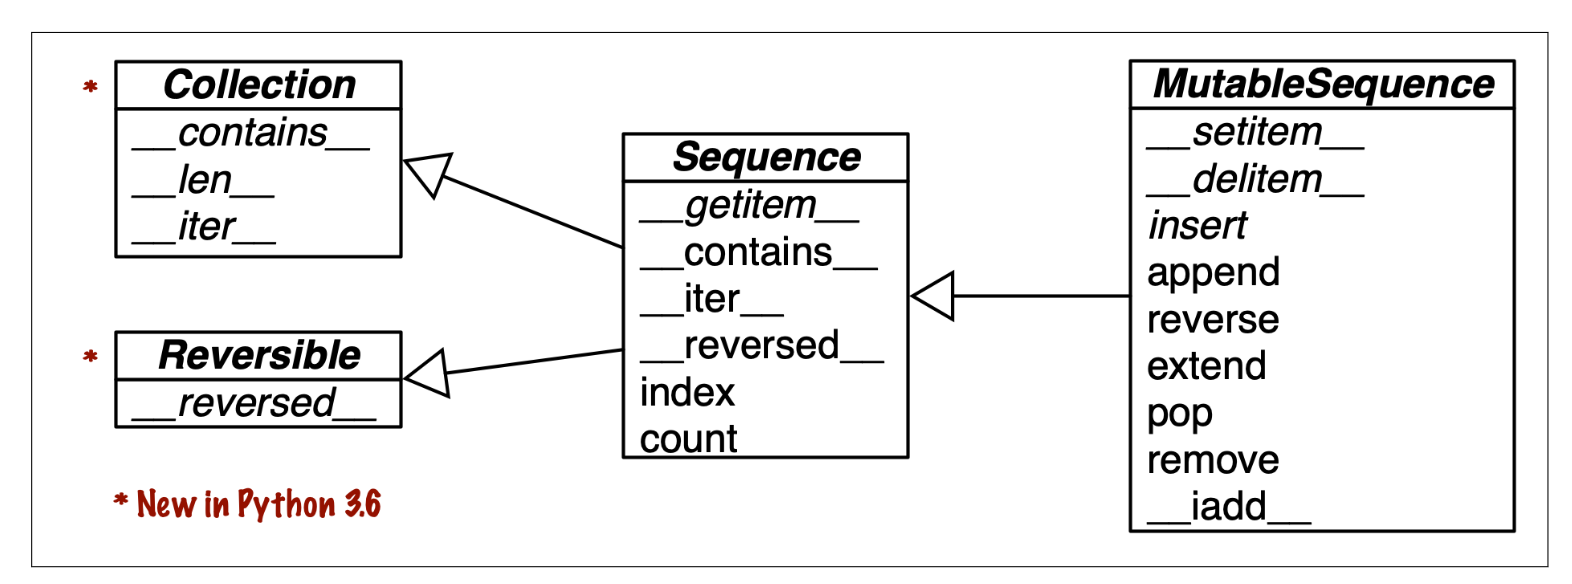 * Collection
__contains__
__len__
__iter__
* Reversible
__reversed__
* New in Python 3.6
Sequence
__getitem__
__contains__
__iter__
__reversed__
index
count
MutableSequence
__setitem__
__delitem__
insert
append
reverse
extend
pop
remove
__iadd__